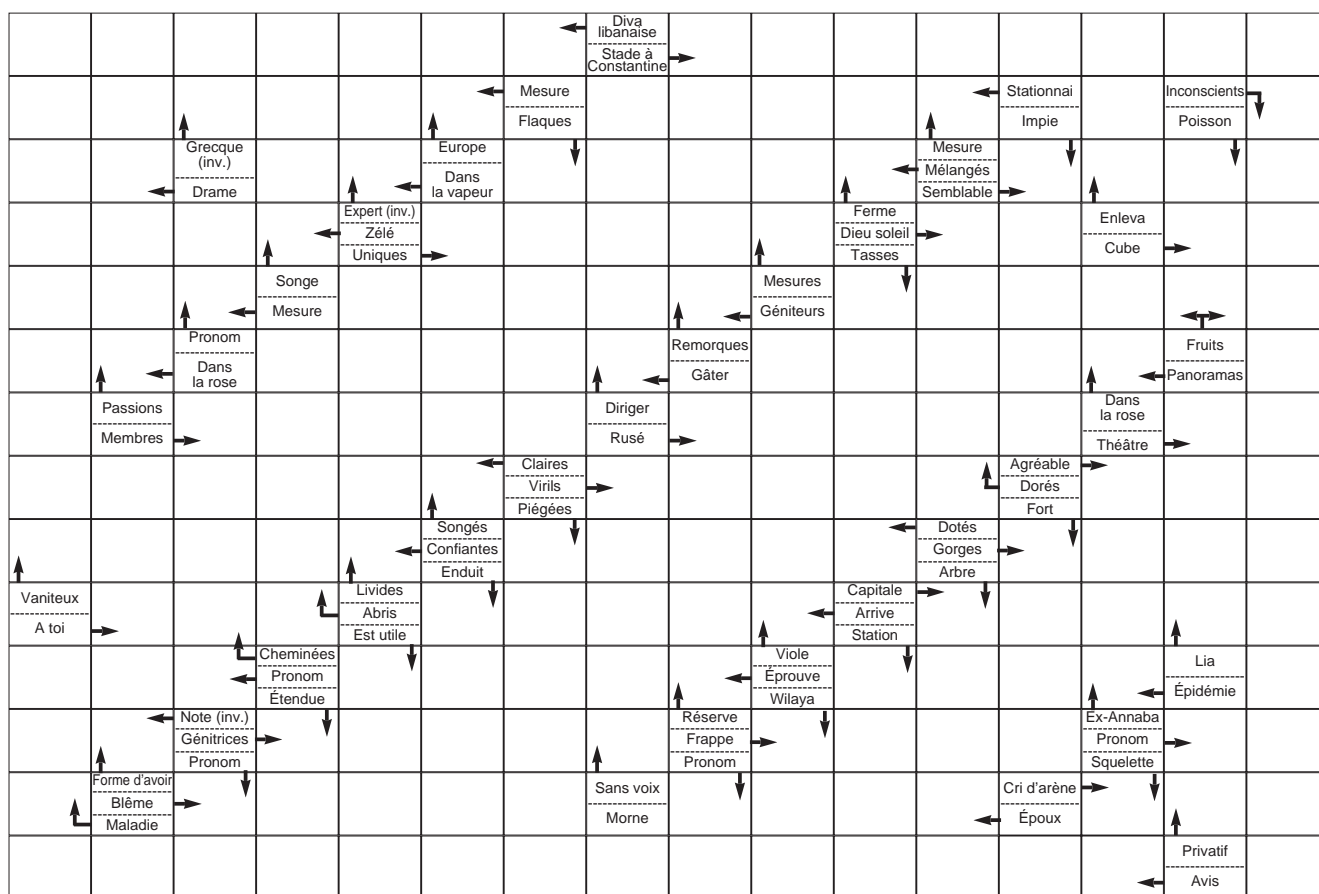 Diva
libanaise
Stade à
Constantine
Mesure
Flaques
Stationnai
Impie
Inconscients
Poisson
Grecque
(inv.)
Drame
Europe
Dans
la vapeur
Mesure
Mélangés
Semblable
Expert (inv.)
Zélé
Uniques
Ferme
Dieu soleil
Tasses
Enleva
Cube
Songe
Mesure
Mesures
Géniteurs
Pronom
Dans
la rose
Remorques
Gâter
Fruits
Panoramas
Passions
Membres
Diriger
Rusé
Dans
la rose
Théâtre
Claires
Virils
Piégées
Agréable
Dorés
Fort
Songés
Confiantes
Enduit
Dotés
Gorges
Arbre
Vaniteux
A toi
Livides
Abris
Est utile
Capitale
Arrive
Station
Cheminées
Pronom
Étendue
Viole
Éprouve
Wilaya
Lia
Épidémie
Note (inv.)
Génitrices
Pronom
Réserve
Frappe
Pronom
Ex-Annaba
Pronom
Squelette
Forme d'avoir
Blême
Maladie
Sans voix
Morne
Cri d'arène
Époux
Privatif
Avis